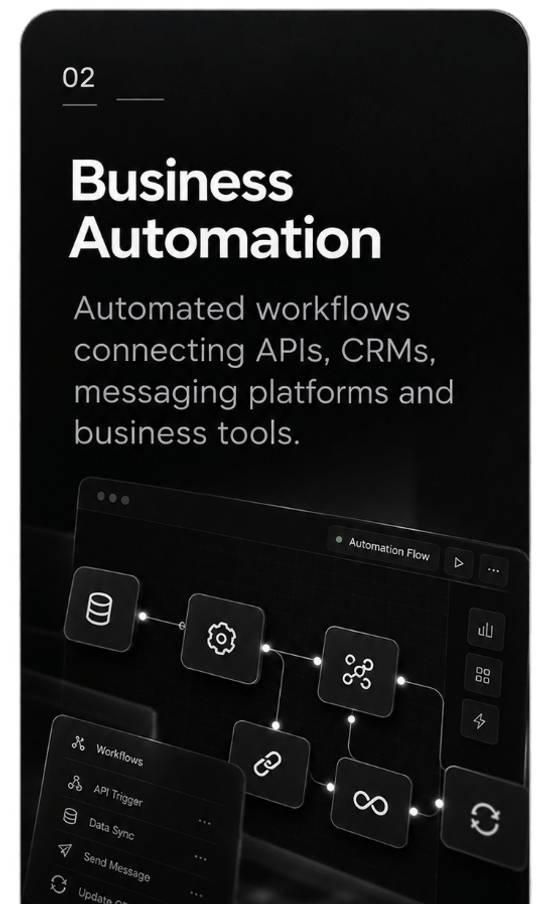 02
Business
Automation
Automated workflows
connecting APIs, CRMs,
messaging platforms and
business tools.
Automation Flow
Workflows
API Trigger
Data Sync
Send Message
Update